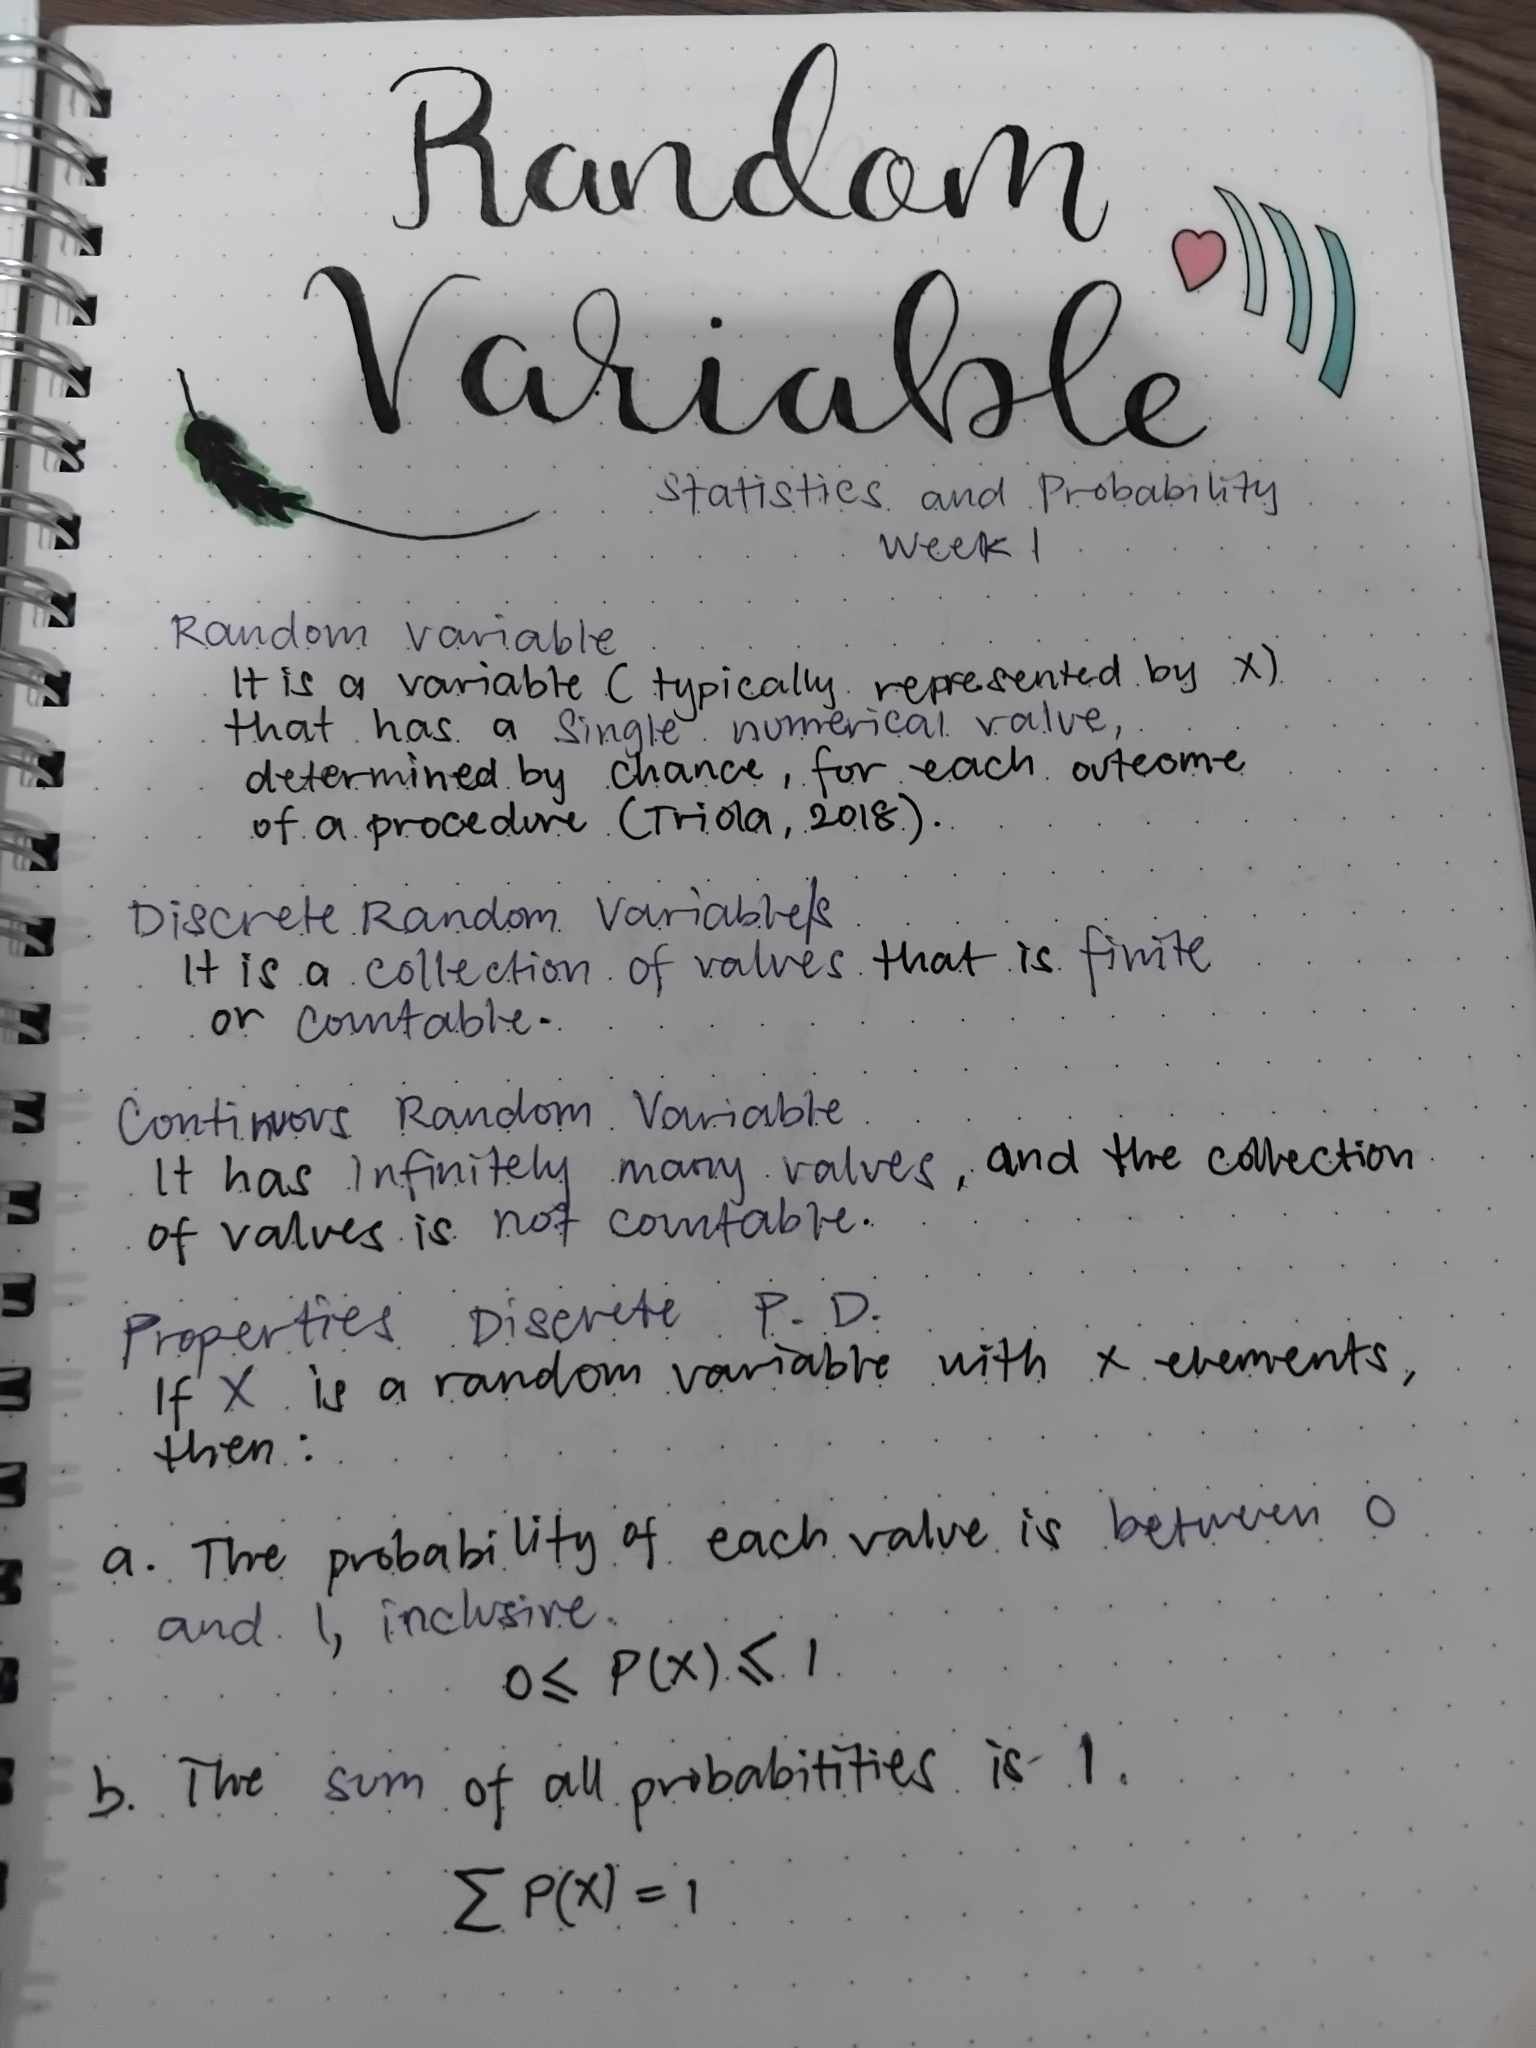 Random
Variable
Statistics and Probability
Week 1
Random variable
It is a variable (typically represented by x)
that has a single numerical value,
determined by chance, for each outcome
of a procedure (Triola, 2018).
Discrete Random Variable/s
It is a collection of values that is finite
or countable.
Continuous Random Variable
It has infinitely many values, and the collection
of values is not countable.
Properties Discrete P. D.
If X is a random variable with x elements,
then:
a. The probability of each value is between 0
and 1, inclusive.
0 ≤ P(X) ≤ 1
b. The sum of all probabitities is 1.
∑ P(X) = 1